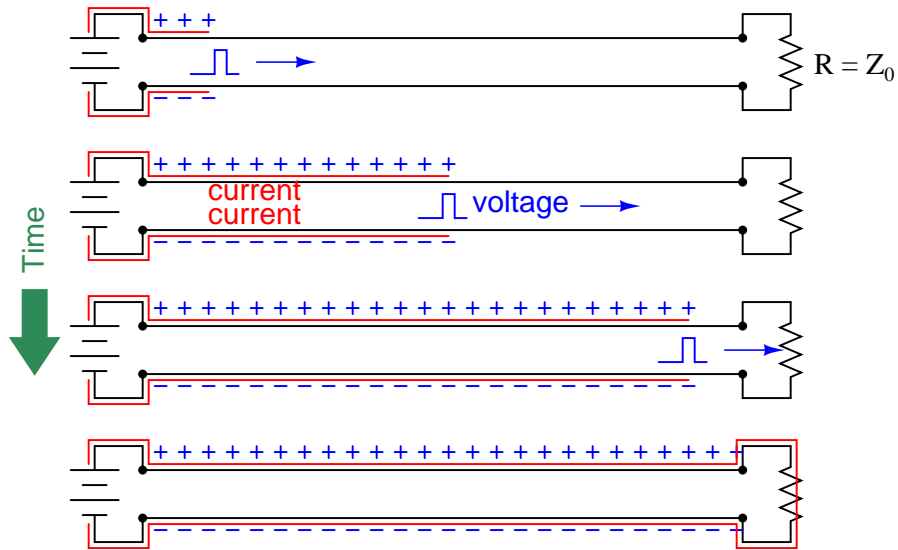 + + +
- - -
R = Z₀
+ + + + + + + + + + + + +
current
current
voltage
- - - - - - - - - - - - -
Time
+ + + + + + + + + + + + + + + + + + + + + + +
- - - - - - - - - - - - - - - - - - - - - - -
+ + + + + + + + + + + + + + + + + + + + + + + + +
- - - - - - - - - - - - - - - - - - - - - - - - -